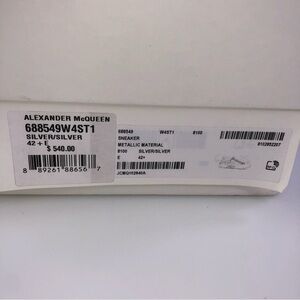 ALEXANDER McQUEEN
688549W4ST1
SILVER/SILVER
42 + E
$ 540.00
8 89261 88656 7
688549 W4ST1 8100
SNEAKER
METALLIC MATERIAL
8100 SILVER/SILVER
E 42+